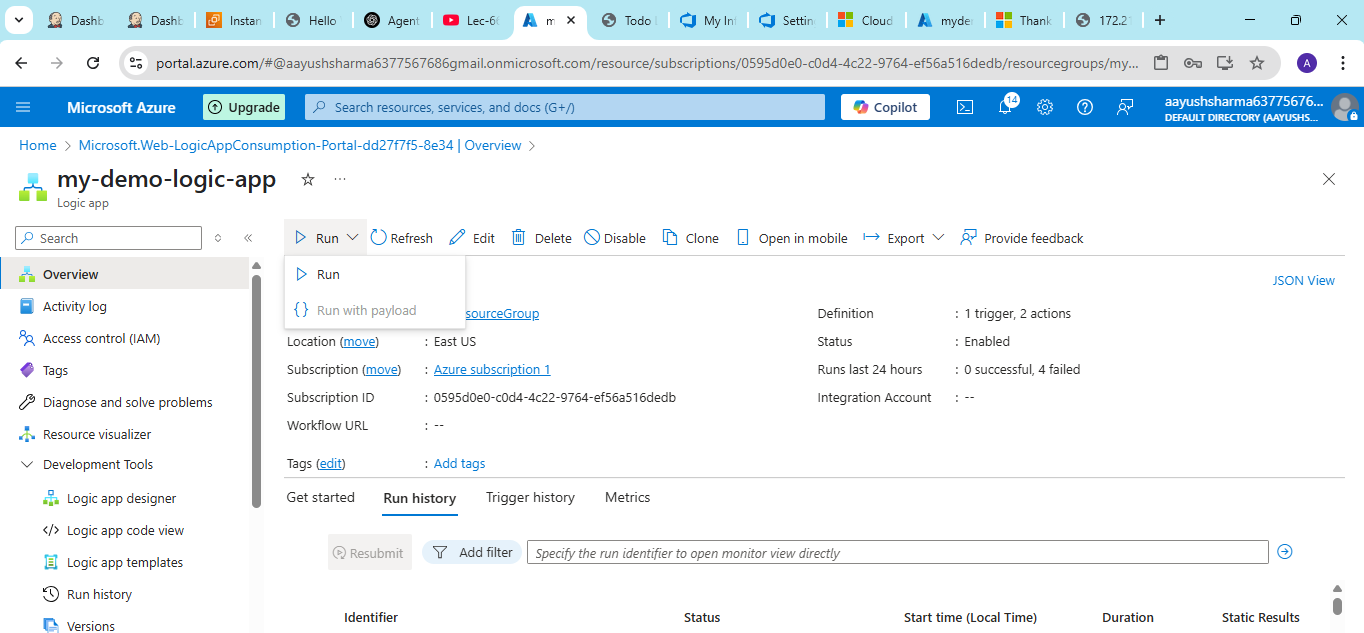 Dashb
Dashb
Instan
Hello
Agent
Lec-6
m
Todo
My In
Settin
Cloud
myde
Thank
172.2
portal.azure.com/#@aayushsharma6377567686gmail.onmicrosoft.com/resource/subscriptions/0595d0e0-c0d4-4c22-9764-ef56a516dedb/resourcegroups/my...
A
Microsoft Azure
Upgrade
Search resources, services, and docs (G+/)
Copilot
14
aayushsharma63775676...
DEFAULT DIRECTORY (AAYUSHS...
Home > Microsoft.Web-LogicAppConsumption-Portal-dd27f7f5-8e34 | Overview >
my-demo-logic-app
Logic app
Search
Run
Refresh
Edit
Delete
Disable
Clone
Open in mobile
Export
Provide feedback
Run
Run with payload
JSON View
Overview
Activity log
Access control (IAM)
Tags
Diagnose and solve problems
Resource visualizer
Development Tools
Logic app designer
Logic app code view
Logic app templates
Run history
Versions
sourceGroup
Location (move) : East US
Subscription (move) : Azure subscription 1
Subscription ID : 0595d0e0-c0d4-4c22-9764-ef56a516dedb
Workflow URL : --
Definition : 1 trigger, 2 actions
Status : Enabled
Runs last 24 hours : 0 successful, 4 failed
Integration Account : --
Tags (edit) : Add tags
Get started
Run history
Trigger history
Metrics
Resubmit
Add filter
Specify the run identifier to open monitor view directly
Identifier
Status
Start time (Local Time)
Duration
Static Results